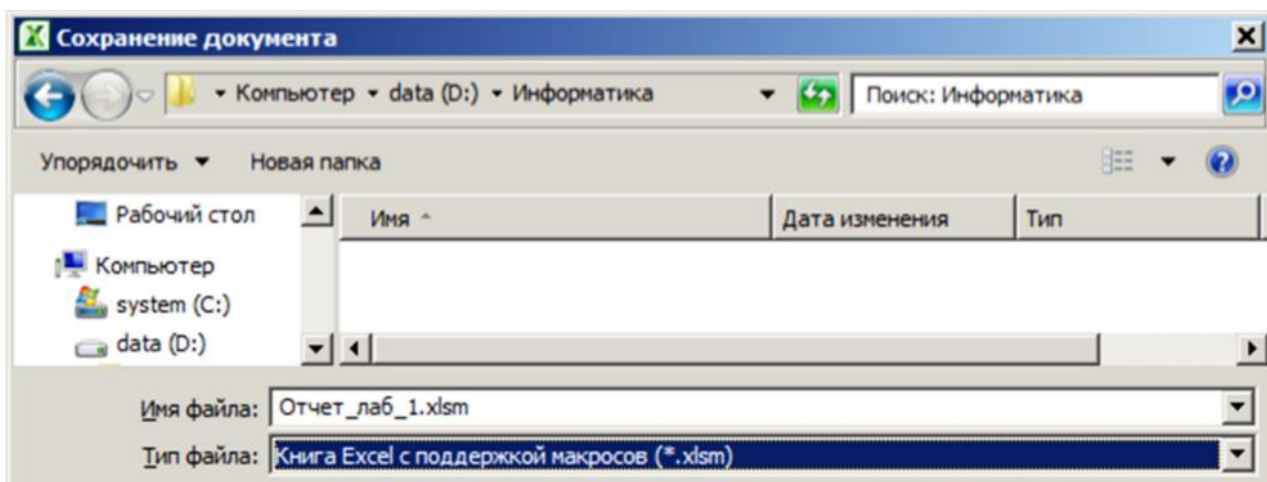 Сохранение документа
Компьютер data (D:) Информатика Поиск: Информатика
Упорядочить Новая папка
Рабочий стол Имя Дата изменения Тип
Компьютер
system (C:)
data (D:)
Имя файла: Отчет_лаб_1.xlsm
Тип файла: Книга Excel с поддержкой макросов (*.xlsm)